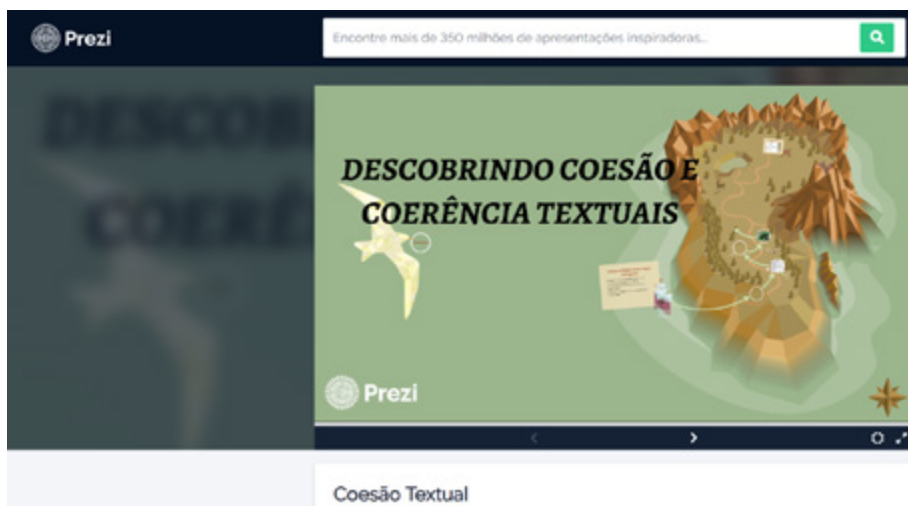 Prezi
Encontre mais de 350 milhões de apresentações inspiradoras...
DESCOBRINDO COESÃO E
COERÊNCIA TEXTUAIS
Prezi
Coesão Textual